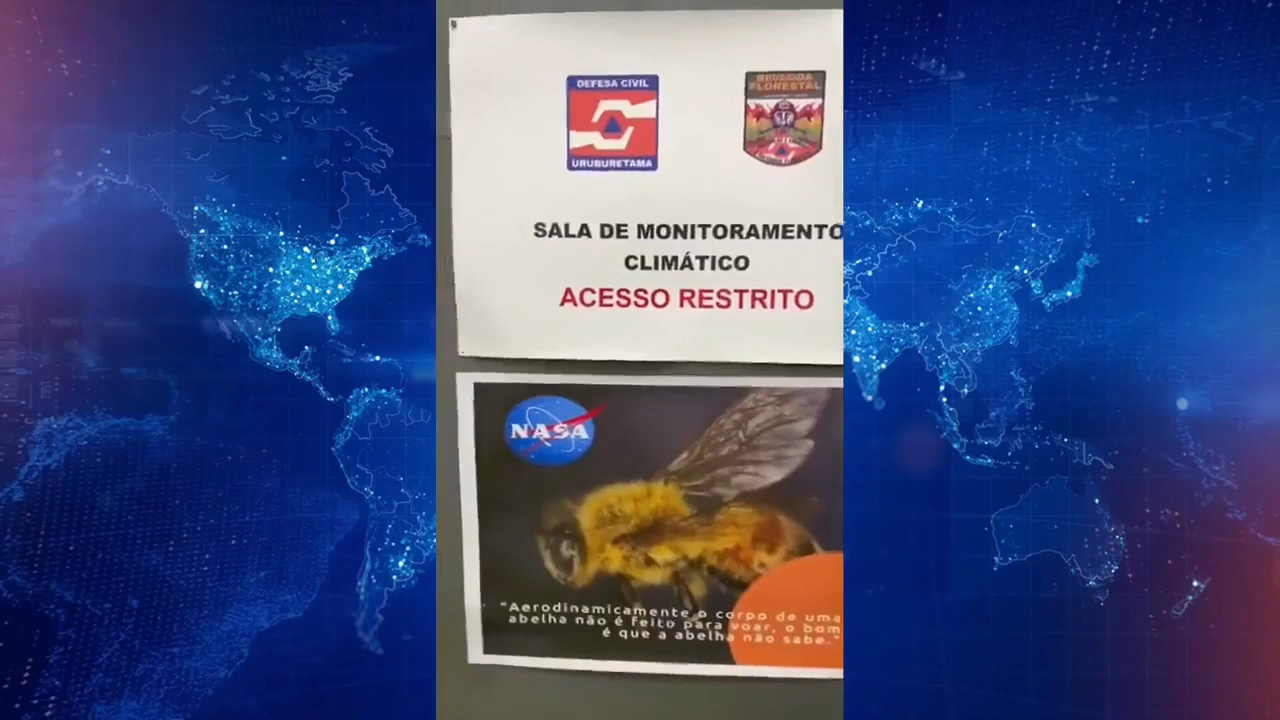 DEFESA CIVIL
URUBURETAMA
BRIGADA
FLORESTAL
SALA DE MONITORAMENTO
CLIMÁTICO
ACESSO RESTRITO
NASA
"Aerodinamicamente o corpo de uma
abelha não é feito para voar, o bom
é que a abelha não sabe."